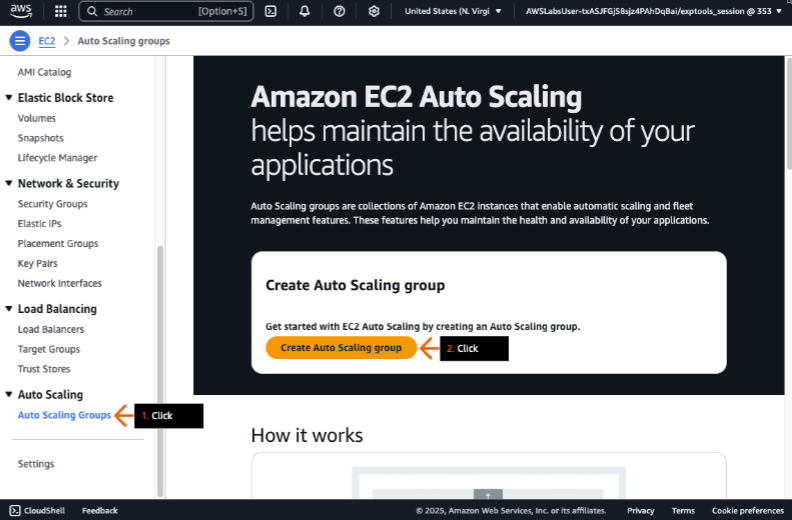 aws
Search
[Option+S]
United States (N. Virgi
EC2
Auto Scaling groups
AMI Catalog
Elastic Block Store
Volumes
Snapshots
Lifecycle Manager
Network & Security
Security Groups
Elastic IPs
Placement Groups
Key Pairs
Network Interfaces
Load Balancing
Load Balancers
Target Groups
Trust Stores
Auto Scaling
Auto Scaling Groups
1. Click
Settings
Amazon EC2 Auto Scaling
helps maintain the availability of your
applications
Auto Scaling groups are collections of Amazon EC2 instances that enable automatic scaling and fleet
management features. These features help you maintain the health and availability of your applications.
Create Auto Scaling group
Get started with EC2 Auto Scaling by creating an Auto Scaling group.
Create Auto Scaling group
2. Click
How it works
CloudShell
Feedback
© 2025, Amazon Web Services, Inc. or its affiliates.
Privacy
Terms
Cookie preferences